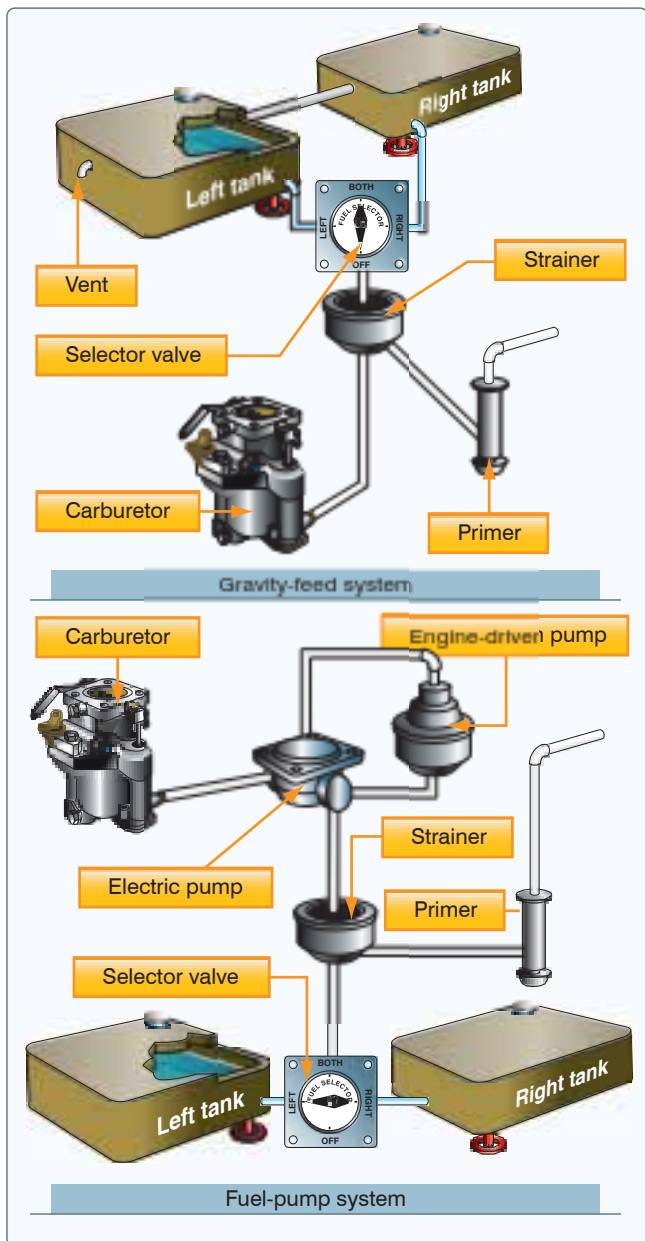 Right tank
Left tank
BOTH
FUEL SELECTOR
LEFT
RIGHT
OFF
Vent
Strainer
Selector valve
Carburetor
Primer
Gravity-feed system
Carburetor
Engine-driven pump
Strainer
Electric pump
Primer
Selector valve
BOTH
FUEL SELECTOR
LEFT
RIGHT
OFF
Left tank
Right tank
Fuel-pump system